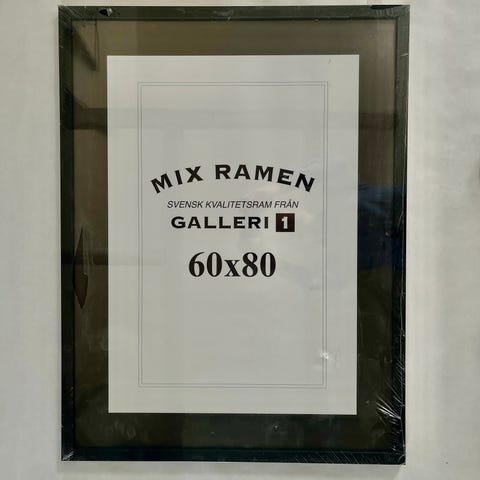 MIX RAMEN
SVENSK KVALITETSRAM FRÅN
GALLERI 1
60x80